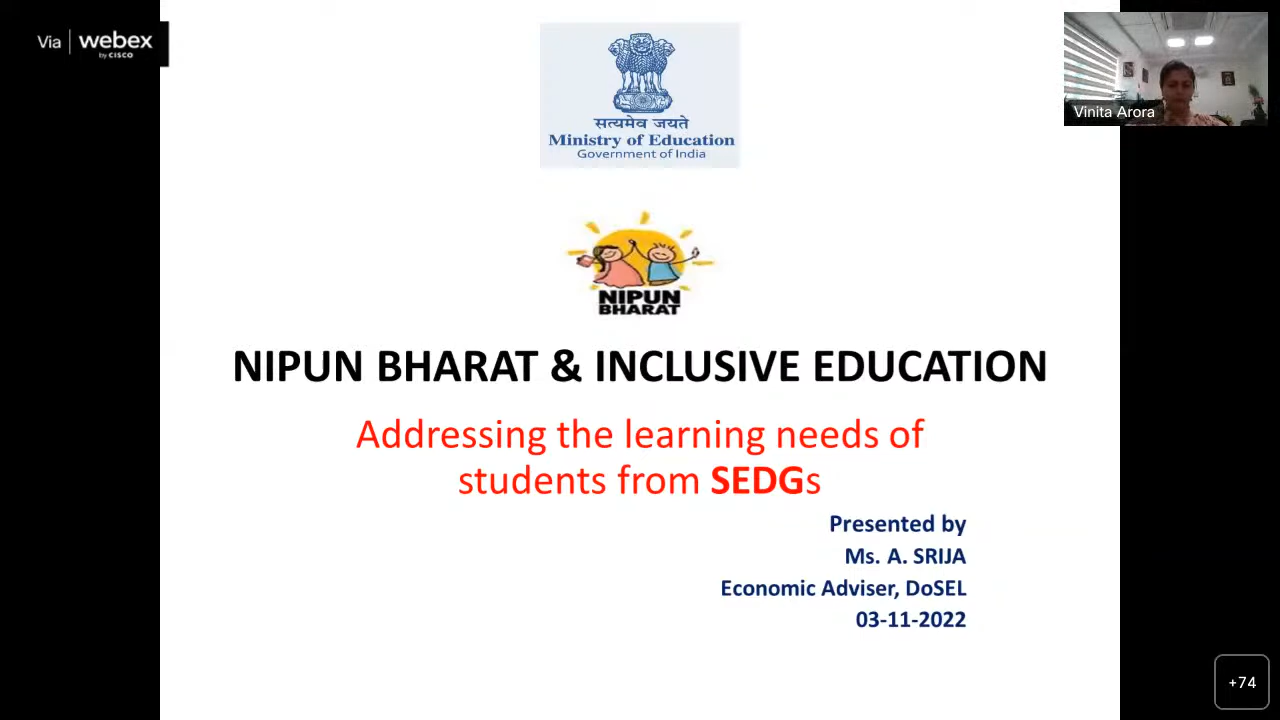 Via webex
by CISCO
Vinita Arora
सत्यमेव जयते
Ministry of Education
Government of India
NIPUN
BHARAT
NIPUN BHARAT & INCLUSIVE EDUCATION
Addressing the learning needs of
students from SEDGs
Presented by
Ms. A. SRIJA
Economic Adviser, DoSEL
03-11-2022
+74